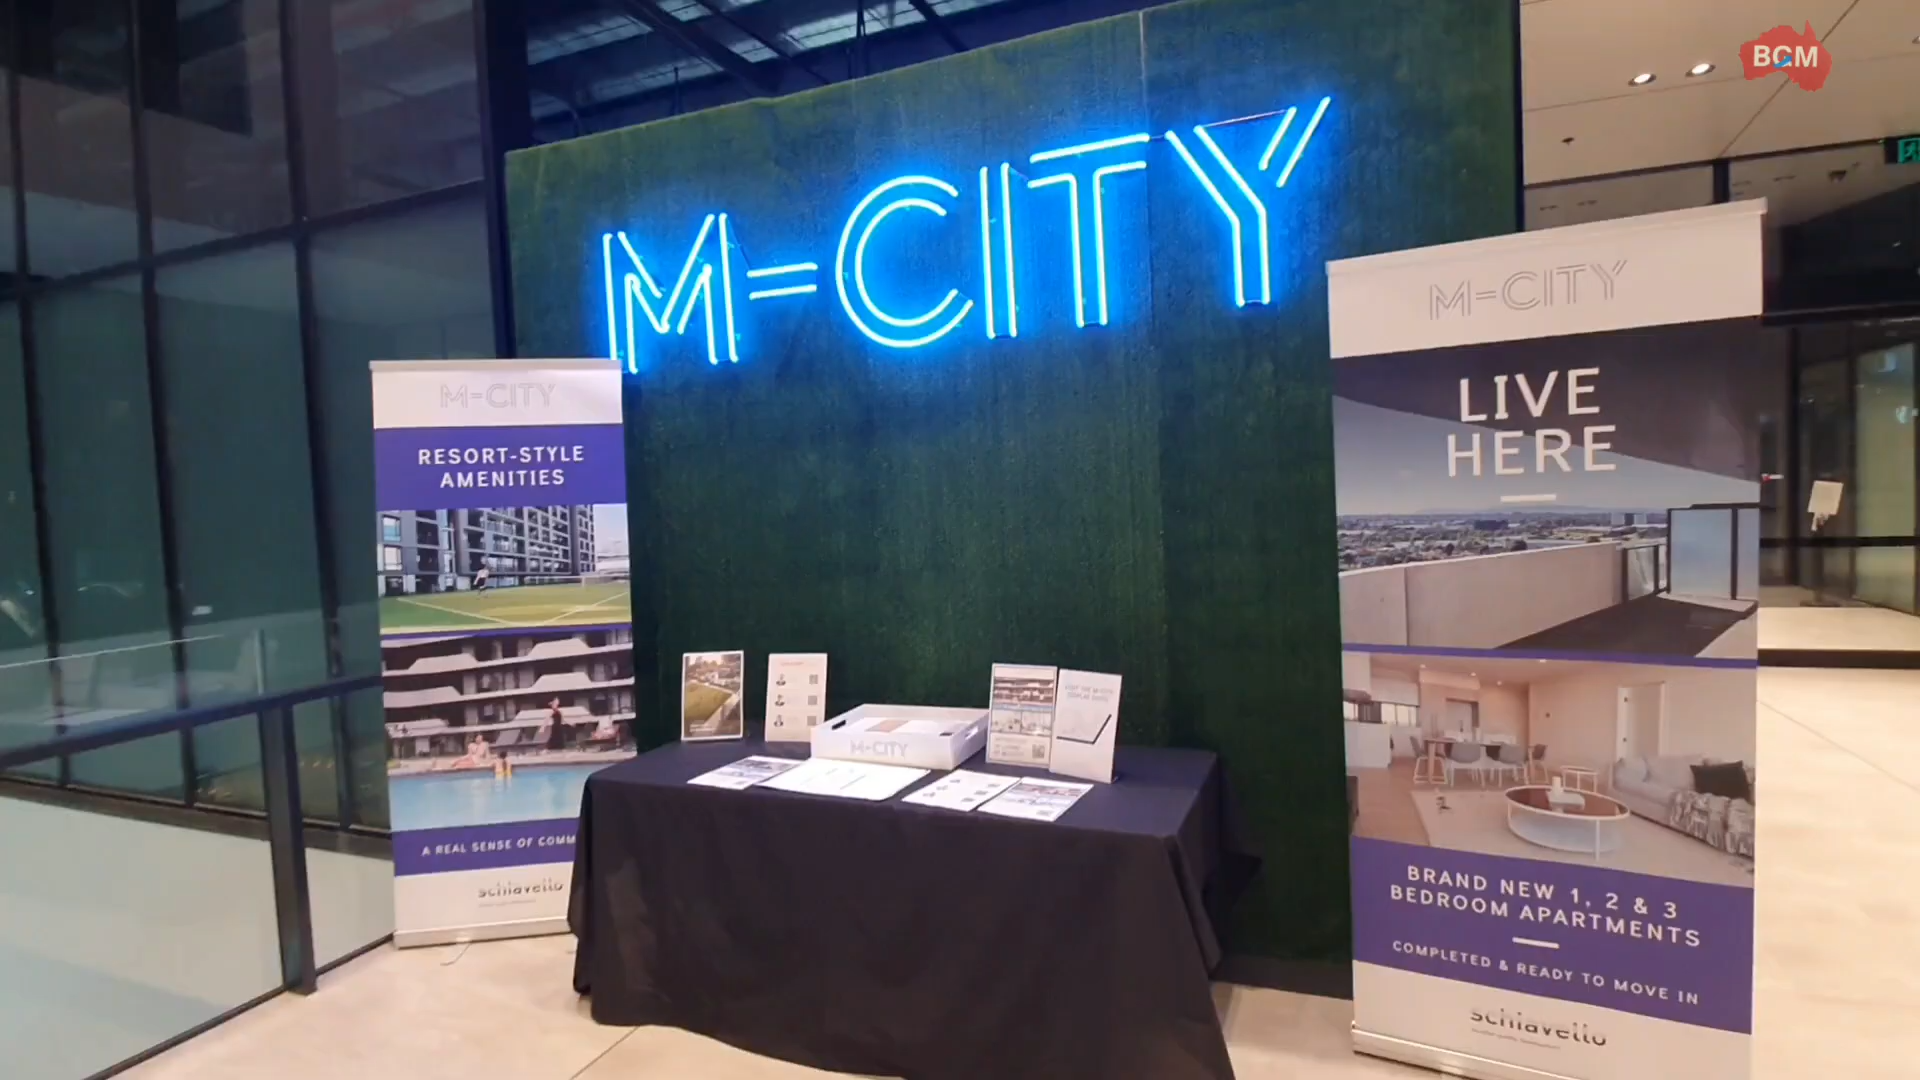 BGM
M-CITY
M-CITY
RESORT-STYLE
AMENITIES
A REAL SENSE OF COMM
schiavello
M-CITY
M-CITY
LIVE
HERE
BRAND NEW 1, 2 & 3
BEDROOM APARTMENTS
COMPLETED & READY TO MOVE IN
schiavello